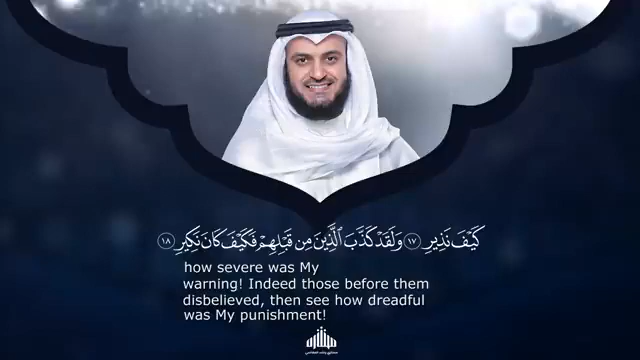 كَيْفَ نَذِيرِ ١٧ وَلَقَدْ كَذَّبَ ٱلَّذِينَ مِن قَبْلِهِمْ فَكَيْفَ كَانَ نَكِيرِ ١٨
how severe was My
warning! Indeed those before them
disbelieved, then see how dreadful
was My punishment!